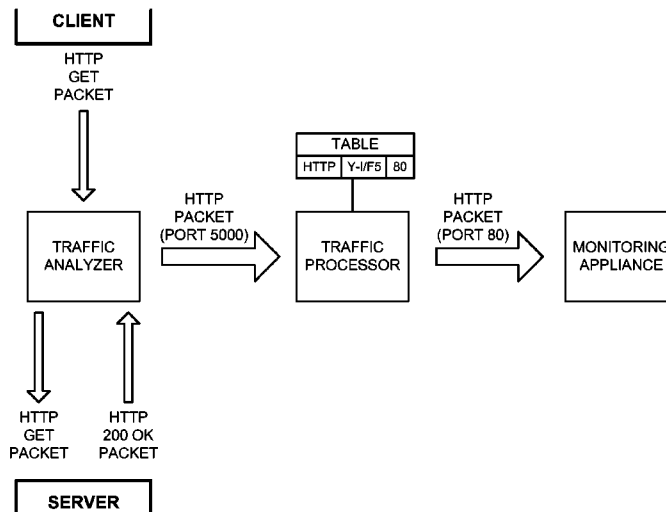 CLIENT
HTTP
GET
PACKET
TABLE
HTTP Y-I/F5 80
HTTP
PACKET
(PORT 5000)
HTTP
PACKET
(PORT 80)
TRAFFIC
ANALYZER
TRAFFIC
PROCESSOR
MONITORING
APPLIANCE
HTTP
GET
PACKET
HTTP
200 OK
PACKET
SERVER